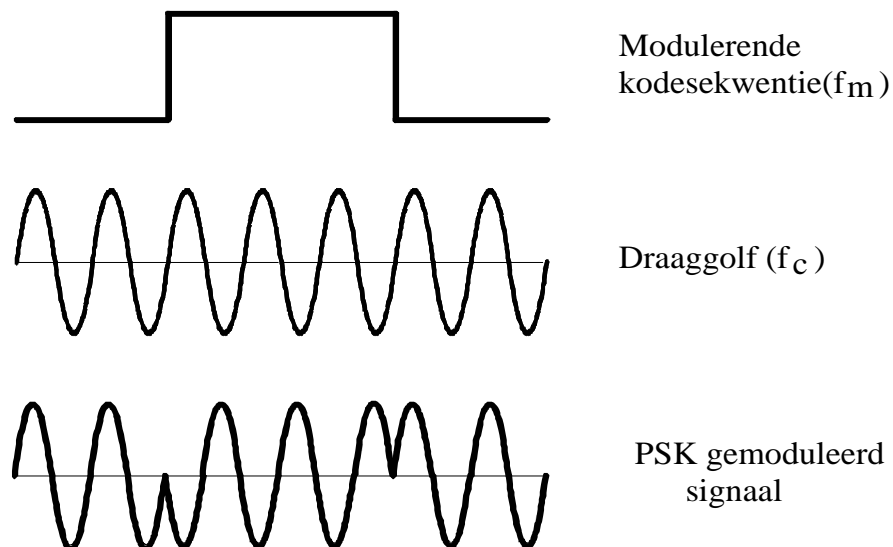 Modulerende
kodesekwentie(fm)
Draaggolf (fc)
PSK gemoduleerd
signaal